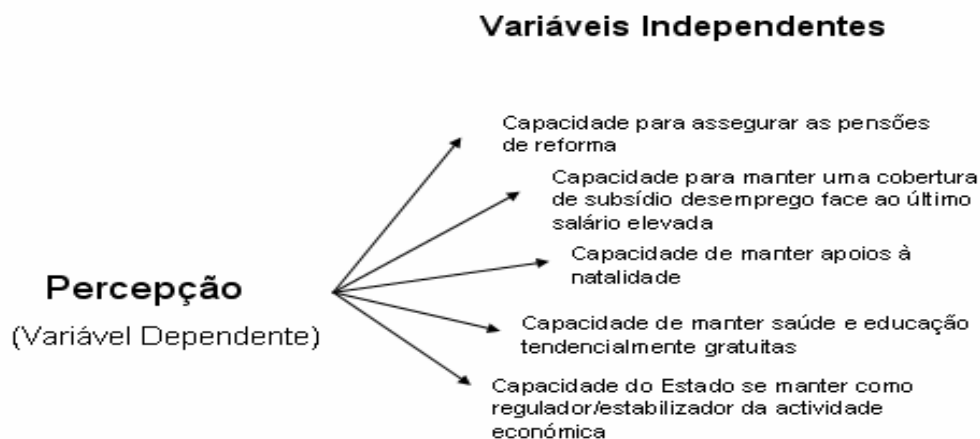 Variáveis Independentes
Capacidade para assegurar as pensões
de reforma
Capacidade para manter uma cobertura
de subsídio desemprego face ao último
salário elevada
Capacidade de manter apoios à
natalidade
Percepção
(Variável Dependente)
Capacidade de manter saúde e educação
tendencialmente gratuitas
Capacidade do Estado se manter como
regulador/estabilizador da actividade
económica